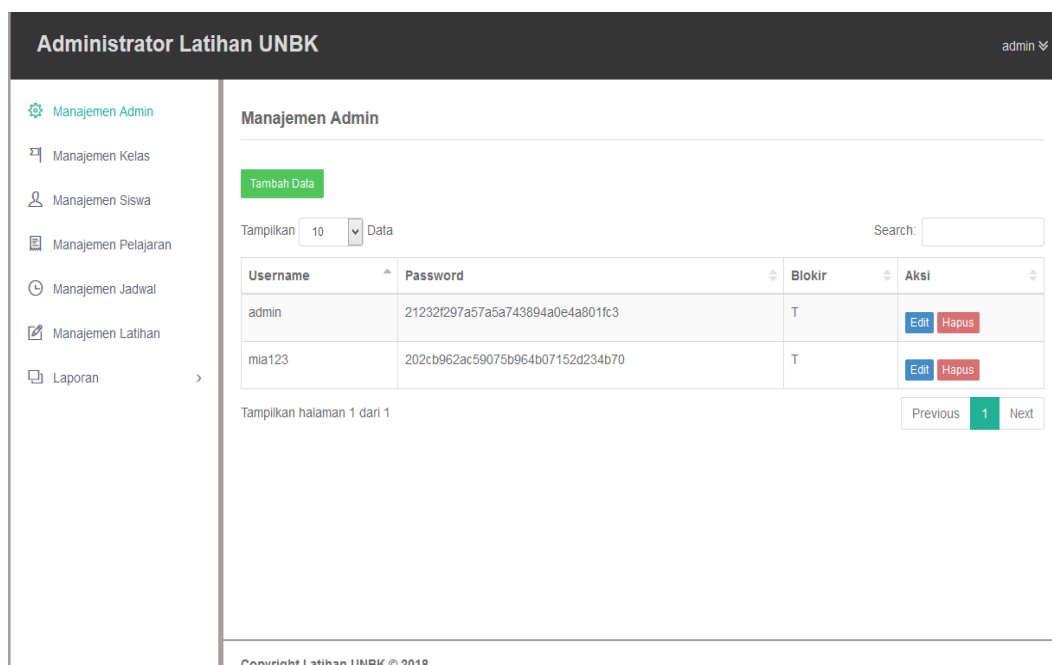 Administrator Latihan UNBK
admin
Manajemen Admin
Manajemen Kelas
Manajemen Siswa
Manajemen Pelajaran
Manajemen Jadwal
Manajemen Latihan
Laporan
Manajemen Admin
Tambah Data
Tampilkan 10 Data Search:
Username Password Blokir Aksi
admin 21232f297a57a5a743894a0e4a801fc3 T Edit Hapus
mia123 202cb962ac59075b964b07152d234b70 T Edit Hapus
Tampilkan halaman 1 dari 1 Previous 1 Next
Copyright Latihan UNBK © 2018